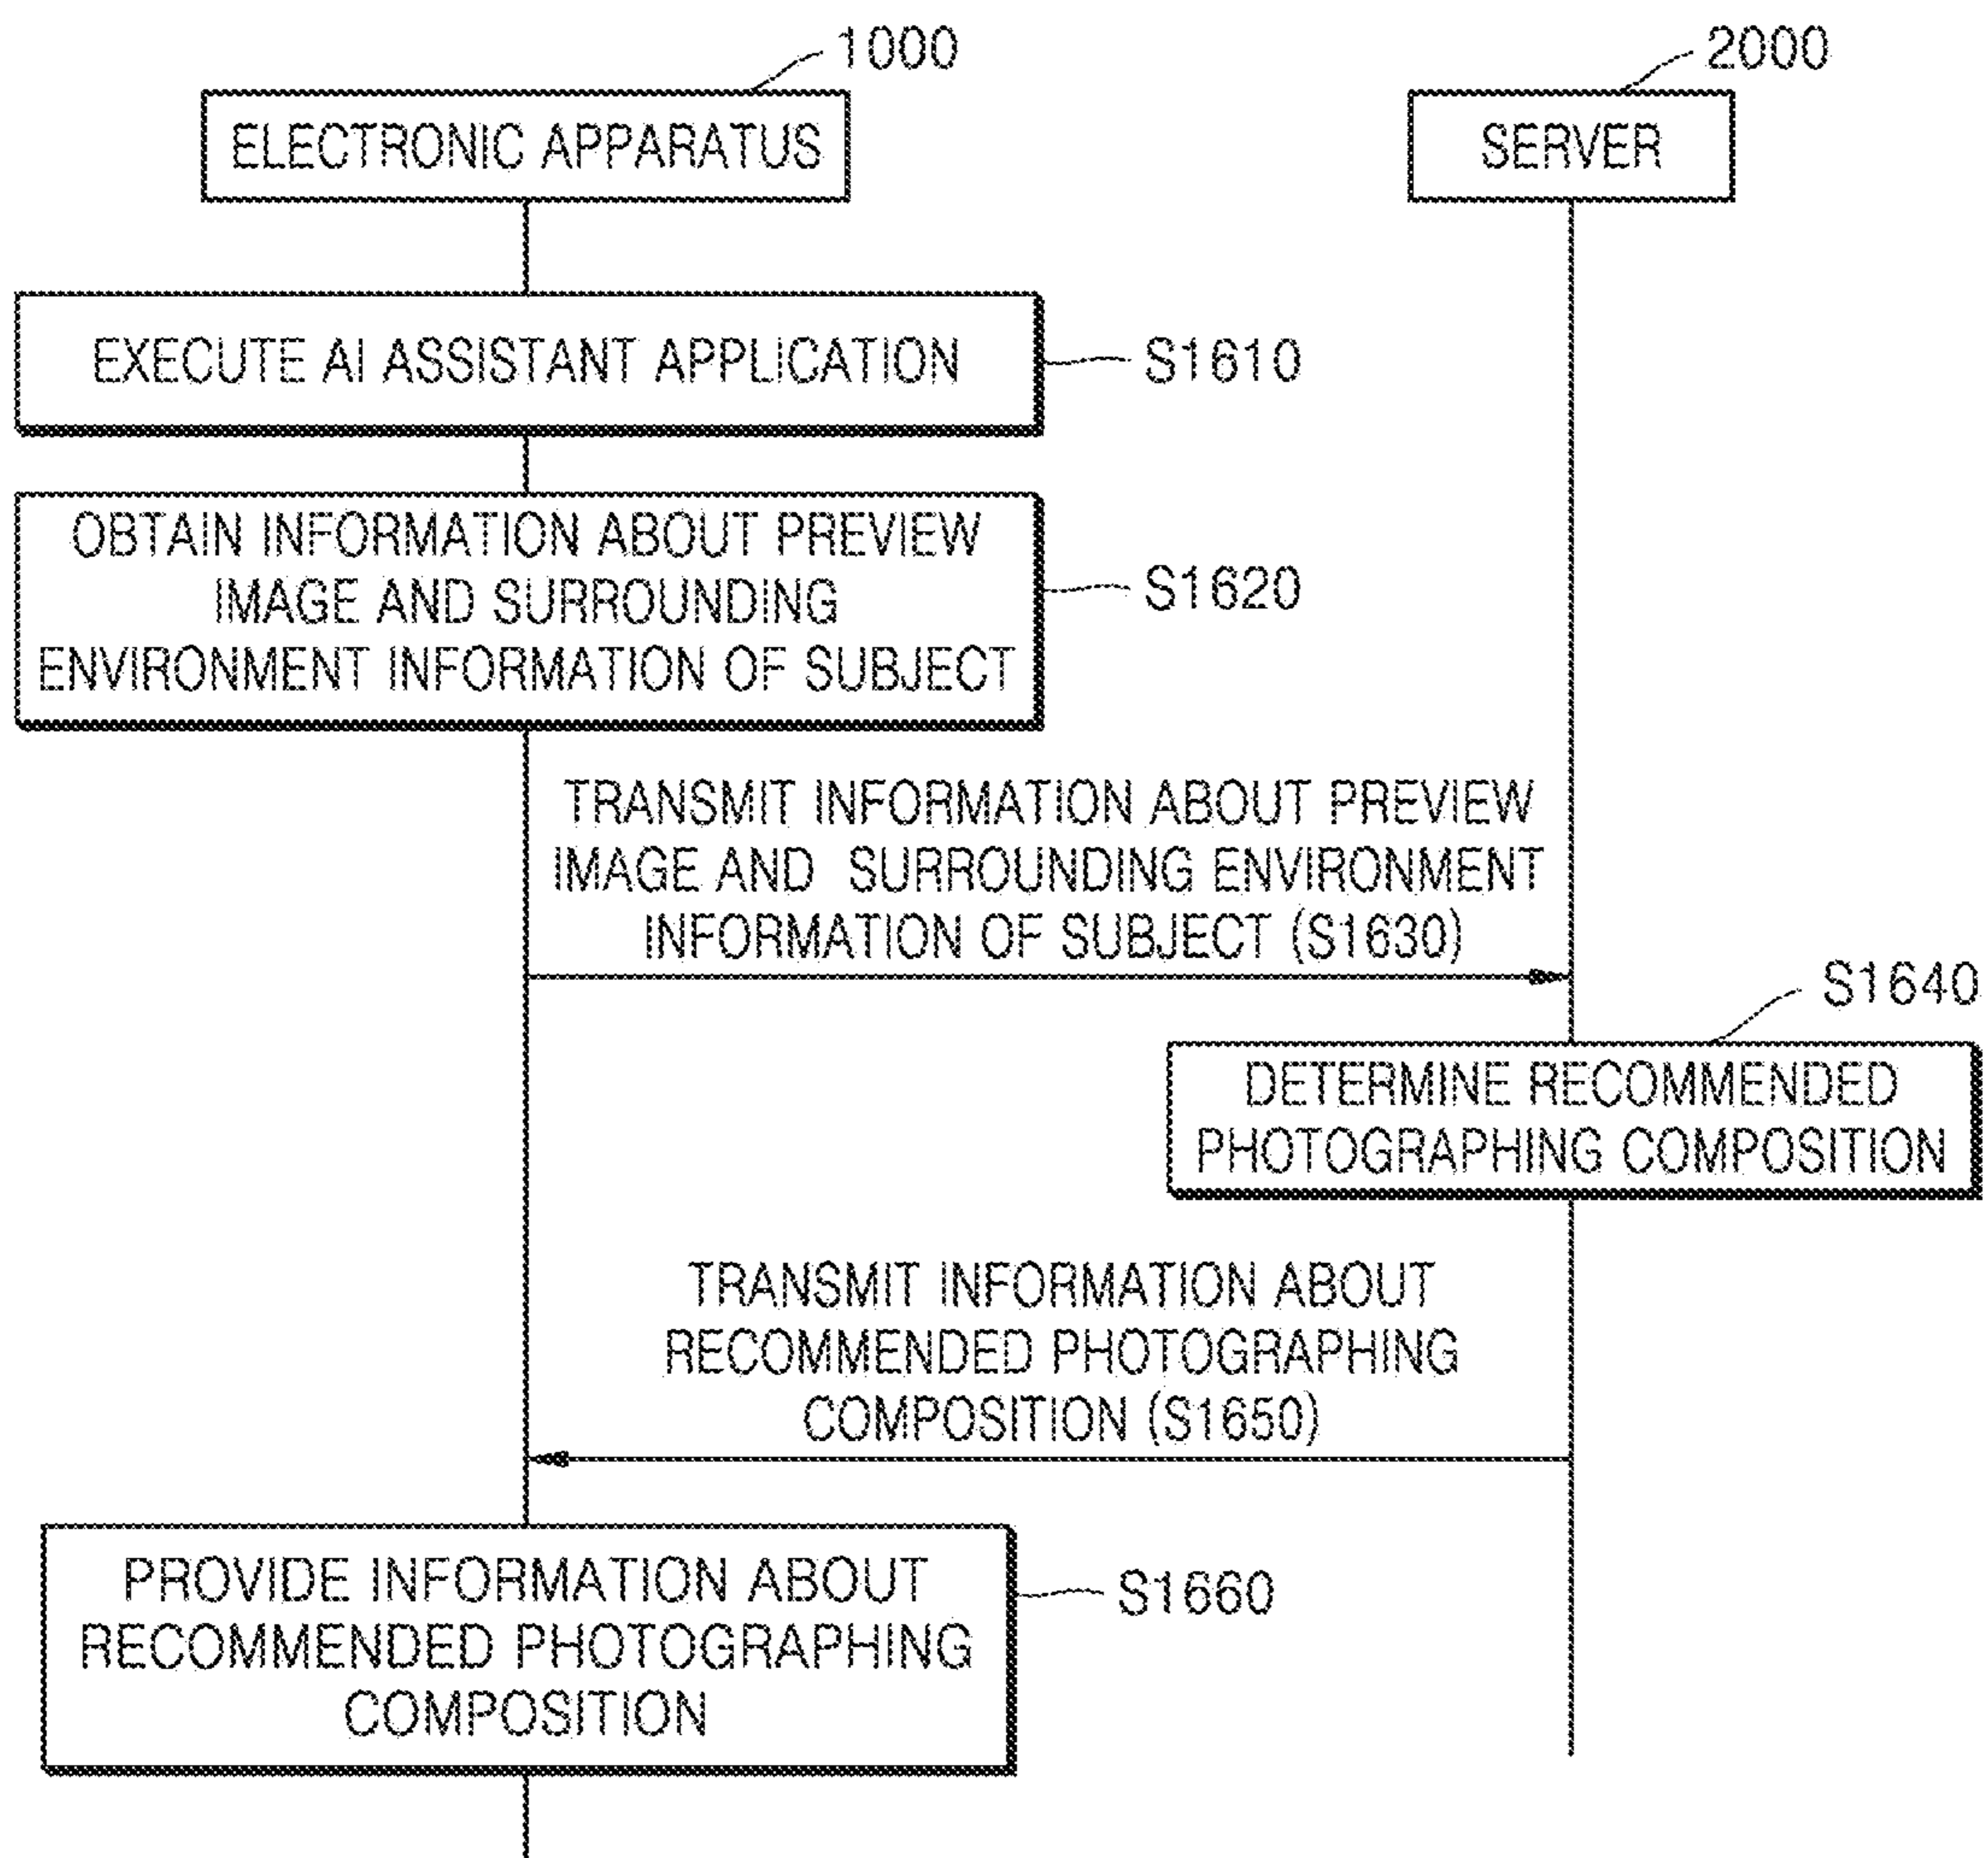 1000
2000
ELECTRONIC APPARATUS
SERVER
EXECUTE AI ASSISTANT APPLICATION
S1610
OBTAIN INFORMATION ABOUT PREVIEW
IMAGE AND SURROUNDING
ENVIRONMENT INFORMATION OF SUBJECT
S1620
TRANSMIT INFORMATION ABOUT PREVIEW
IMAGE AND SURROUNDING ENVIRONMENT
INFORMATION OF SUBJECT (S1630)
S1640
DETERMINE RECOMMENDED
PHOTOGRAPHING COMPOSITION
TRANSMIT INFORMATION ABOUT
RECOMMENDED PHOTOGRAPHING
COMPOSITION (S1650)
PROVIDE INFORMATION ABOUT
RECOMMENDED PHOTOGRAPHING
COMPOSITION
S1660